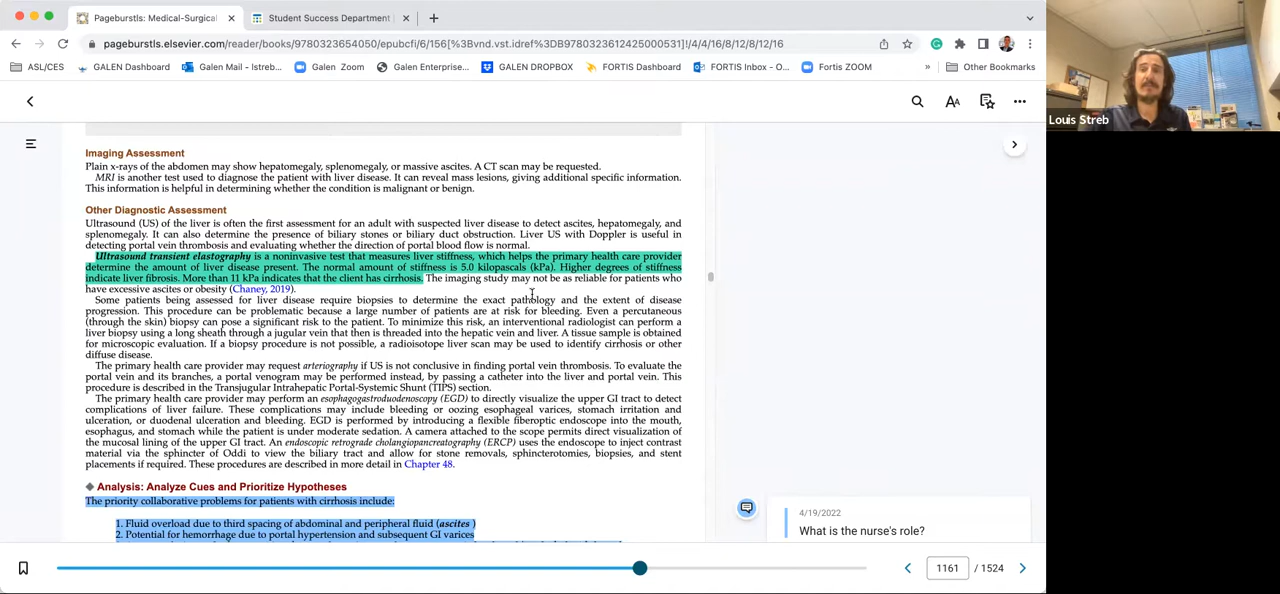 Pageburstls: Medical-Surgical
Student Success Department
pageburstls.elsevier.com/reader/books/9780323654050/epubcfi/6/156[%3Bvnd.vst.idref%3DB9780323612425000531]!/4/4/16/8/12/8/12/16
ASL/CES
GALEN Dashboard
Galen Mail - lstreb...
Galen Zoom
Galen Enterprise...
GALEN DROPBOX
FORTIS Dashboard
FORTIS Inbox - O...
Fortis ZOOM
»
Other Bookmarks
AA
Louis Streb
Imaging Assessment
Plain x-rays of the abdomen may show hepatomegaly, splenomegaly, or massive ascites. A CT scan may be requested.
MRI is another test used to diagnose the patient with liver disease. It can reveal mass lesions, giving additional specific information.
This information is helpful in determining whether the condition is malignant or benign.
Other Diagnostic Assessment
Ultrasound (US) of the liver is often the first assessment for an adult with suspected liver disease to detect ascites, hepatomegaly, and
splenomegaly. It can also determine the presence of biliary stones or biliary duct obstruction. Liver US with Doppler is useful in
detecting portal vein thrombosis and evaluating whether the direction of portal blood flow is normal.
Ultrasound transient elastography is a noninvasive test that measures liver stiffness, which helps the primary health care provider
determine the amount of liver disease present. The normal amount of stiffness is 5.0 kilopascals (kPa). Higher degrees of stiffness
indicate liver fibrosis. More than 11 kPa indicates that the client has cirrhosis. The imaging study may not be as reliable for patients who
have excessive ascites or obesity (Chaney, 2019).
Some patients being assessed for liver disease require biopsies to determine the exact pathology and the extent of disease
progression. This procedure can be problematic because a large number of patients are at risk for bleeding. Even a percutaneous
(through the skin) biopsy can pose a significant risk to the patient. To minimize this risk, an interventional radiologist can perform a
liver biopsy using a long sheath through a jugular vein that then is threaded into the hepatic vein and liver. A tissue sample is obtained
for microscopic evaluation. If a biopsy procedure is not possible, a radioisotope liver scan may be used to identify cirrhosis or other
diffuse disease.
The primary health care provider may request arteriography if US is not conclusive in finding portal vein thrombosis. To evaluate the
portal vein and its branches, a portal venogram may be performed instead, by passing a catheter into the liver and portal vein. This
procedure is described in the Transjugular Intrahepatic Portal-Systemic Shunt (TIPS) section.
The primary health care provider may perform an esophagogastroduodenoscopy (EGD) to directly visualize the upper GI tract to detect
complications of liver failure. These complications may include bleeding or oozing esophageal varices, stomach irritation and
ulceration, or duodenal ulceration and bleeding. EGD is performed by introducing a flexible fiberoptic endoscope into the mouth,
esophagus, and stomach while the patient is under moderate sedation. A camera attached to the scope permits direct visualization of
the mucosal lining of the upper GI tract. An endoscopic retrograde cholangiopancreatography (ERCP) uses the endoscope to inject contrast
material via the sphincter of Oddi to view the biliary tract and allow for stone removals, sphincterotomies, biopsies, and stent
placements if required. These procedures are described in more detail in Chapter 48.
Analysis: Analyze Cues and Prioritize Hypotheses
The priority collaborative problems for patients with cirrhosis include:
1. Fluid overload due to third spacing of abdominal and peripheral fluid (ascites )
2. Potential for hemorrhage due to portal hypertension and subsequent GI varices
4/19/2022
What is the nurse's role?
1161 / 1524